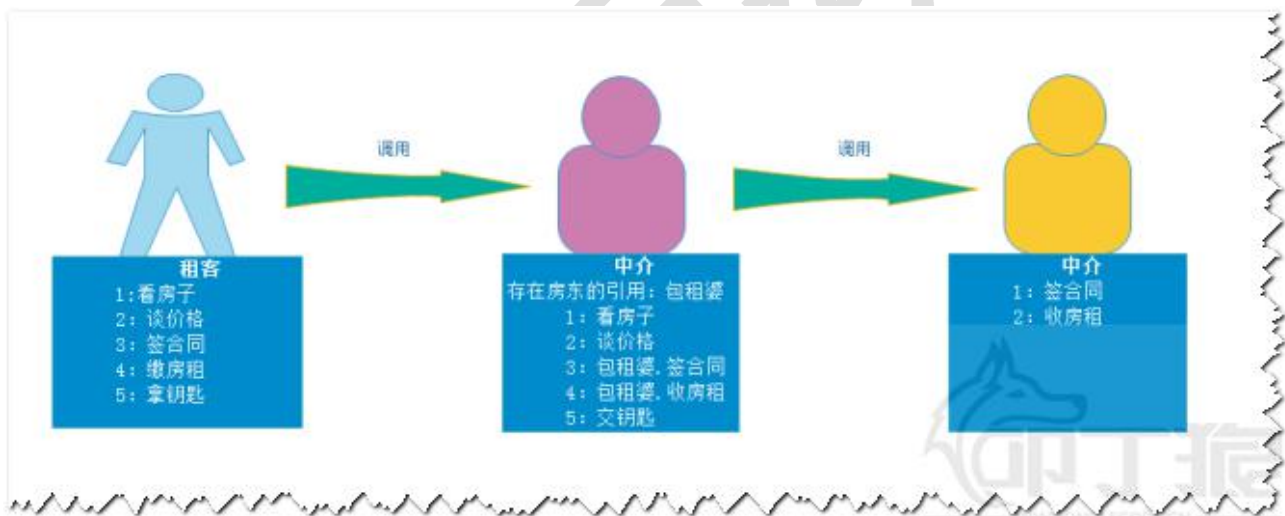 调用
调用
租客
1:看房子
2: 谈价格
3: 签合同
4: 缴房租
5: 拿钥匙
中介
存在房东的引用: 包租婆
1: 看房子
2: 谈价格
3: 包租婆.签合同
4: 包租婆.收房租
5: 交钥匙
中介
1: 签合同
2: 收房租
叩丁狼